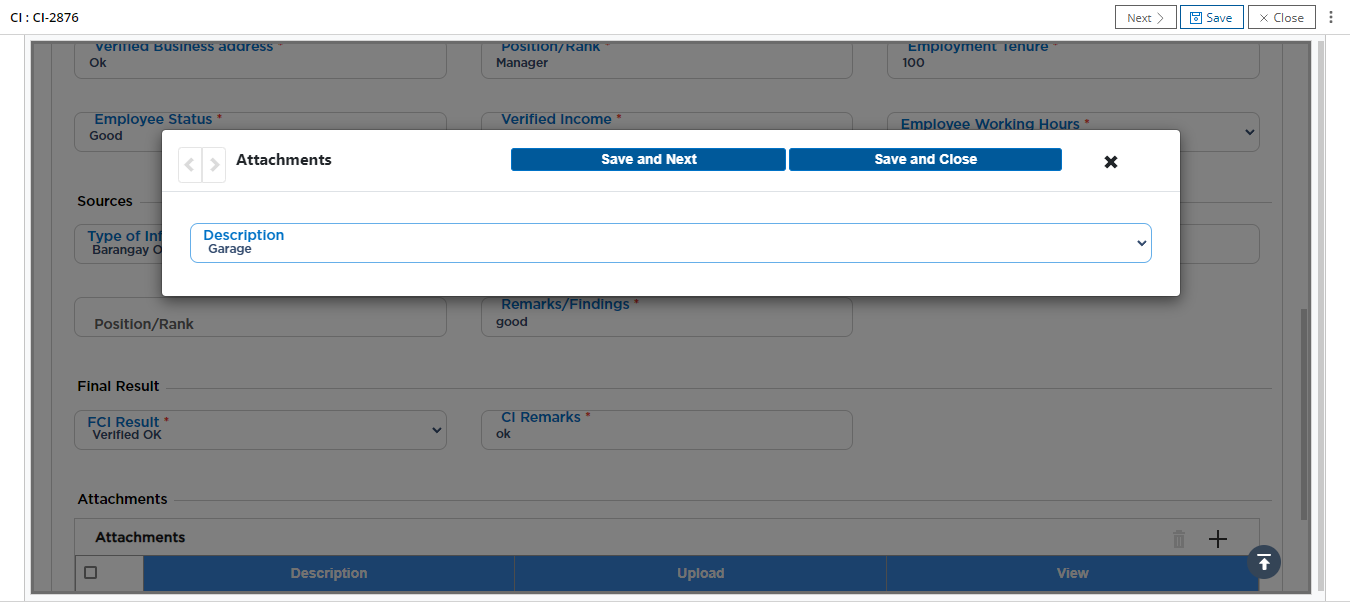 CI : CI-2876
Next
Save
Close
Verified Business address *
Ok
Position/Rank *
Manager
Employment Tenure *
100
Employee Status *
Good
Verified Income *
Employee Working Hours *
Attachments
Save and Next
Save and Close
Description
Garage
Sources
Type of Inf
Barangay O
Position/Rank
Remarks/Findings *
good
Final Result
FCI Result *
Verified OK
CI Remarks *
ok
Attachments
Attachments
Description
Upload
View